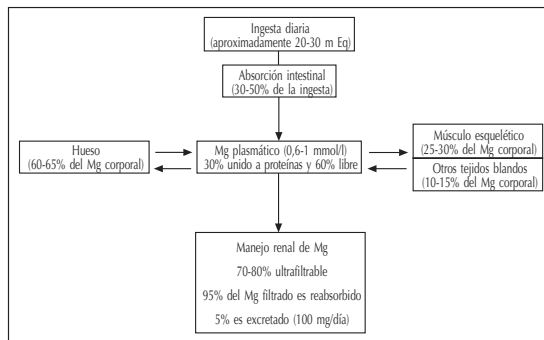 Ingesta diaria
(aproximadamente 20-30 m Eq)
Absorción intestinal
(30-50% de la ingesta)
Hueso
(60-65% del Mg corporal)
Mg plasmático (0,6-1 mmol/l)
30% unido a proteínas y 60% libre
Músculo esquelético
(25-30% del Mg corporal)
Otros tejidos blandos
(10-15% del Mg corporal)
Manejo renal de Mg
70-80% ultrafiltrable
95% del Mg filtrado es reabsorbido
5% es excretado (100 mg/día)